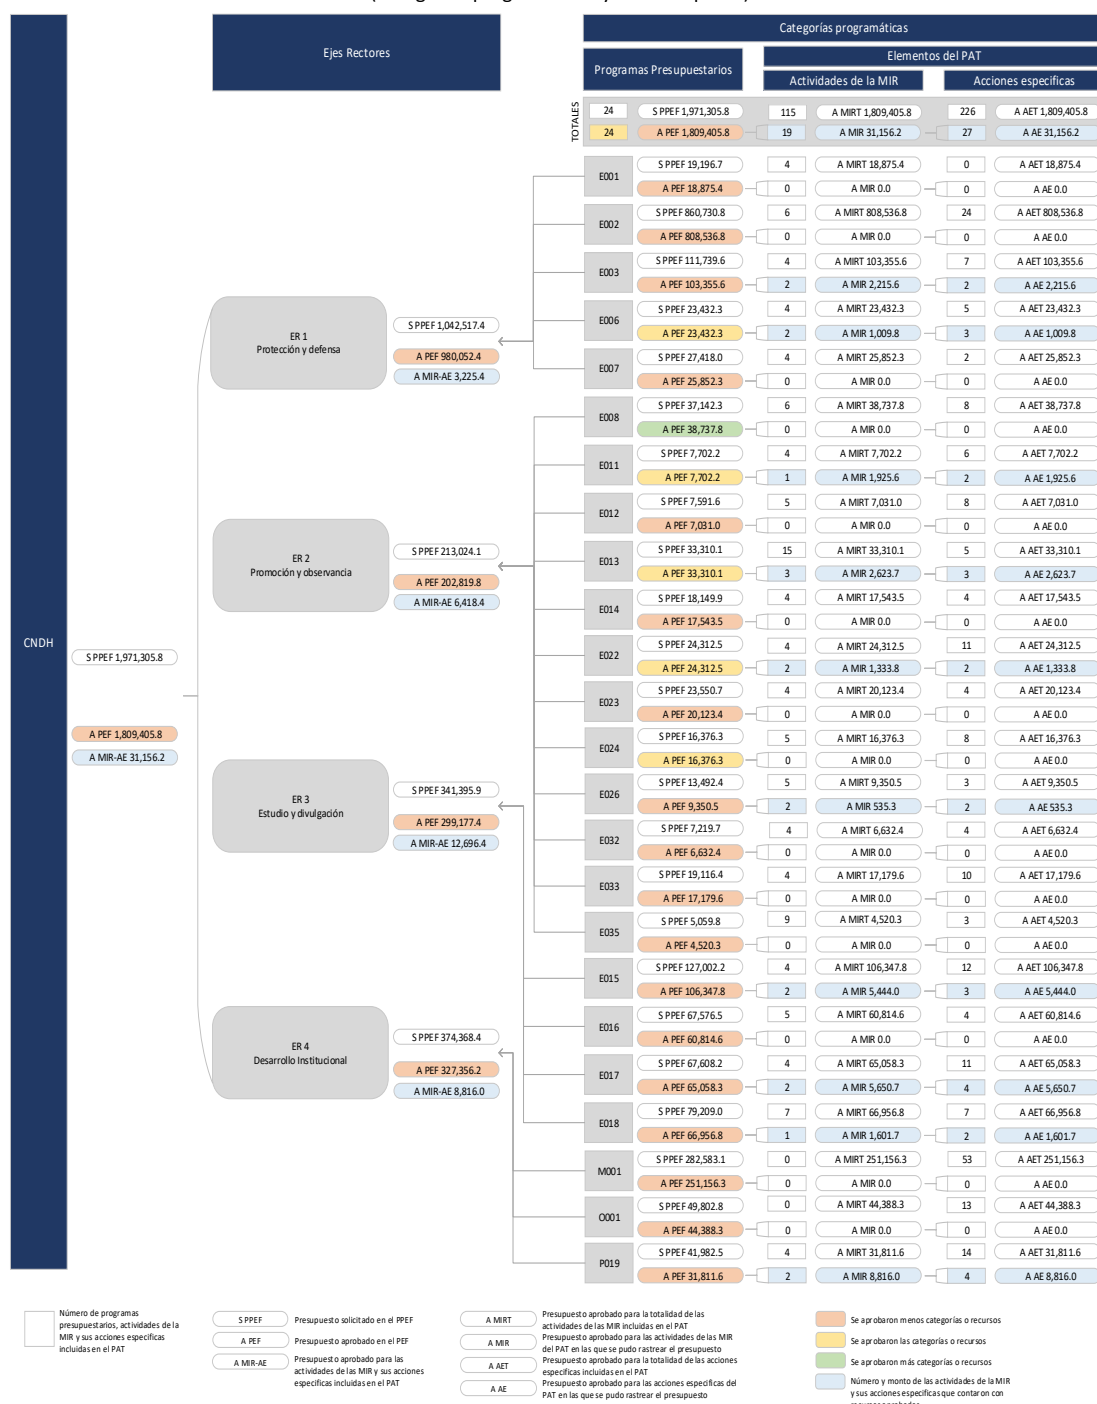 Ejes Rectores
Categorías programáticas
Programas Presupuestarios
Elementos del PAT
Actividades de la MIR
Acciones especificas
TOTALES
24
S PPEF 1,971,305.8
115
A MIRT 1,809,405.8
226
A AET 1,809,405.8
24
A PEF 1,809,405.8
19
A MIR 31,156.2
27
A AE 31,156.2
E001
S PPEF 19,196.7
4
A MIRT 18,875.4
0
A AET 18,875.4
A PEF 18,875.4
0
A MIR 0.0
0
A AE 0.0
E002
S PPEF 860,730.8
6
A MIRT 808,536.8
24
A AET 808,536.8
A PEF 808,536.8
0
A MIR 0.0
0
A AE 0.0
E003
S PPEF 111,739.6
4
A MIRT 103,355.6
7
A AET 103,355.6
A PEF 103,355.6
2
A MIR 2,215.6
2
A AE 2,215.6
E006
S PPEF 23,432.3
4
A MIRT 23,432.3
5
A AET 23,432.3
A PEF 23,432.3
2
A MIR 1,009.8
3
A AE 1,009.8
E007
S PPEF 27,418.0
4
A MIRT 25,852.3
2
A AET 25,852.3
A PEF 25,852.3
0
A MIR 0.0
0
A AE 0.0
E008
S PPEF 37,142.3
6
A MIRT 38,737.8
8
A AET 38,737.8
A PEF 38,737.8
0
A MIR 0.0
0
A AE 0.0
E011
S PPEF 7,702.2
4
A MIRT 7,702.2
6
A AET 7,702.2
A PEF 7,702.2
1
A MIR 1,925.6
2
A AE 1,925.6
E012
S PPEF 7,591.6
5
A MIRT 7,031.0
8
A AET 7,031.0
A PEF 7,031.0
0
A MIR 0.0
0
A AE 0.0
E013
S PPEF 33,310.1
15
A MIRT 33,310.1
5
A AET 33,310.1
A PEF 33,310.1
3
A MIR 2,623.7
3
A AE 2,623.7
E014
S PPEF 18,149.9
4
A MIRT 17,543.5
4
A AET 17,543.5
A PEF 17,543.5
0
A MIR 0.0
0
A AE 0.0
E022
S PPEF 24,312.5
4
A MIRT 24,312.5
11
A AET 24,312.5
A PEF 24,312.5
2
A MIR 1,333.8
2
A AE 1,333.8
E023
S PPEF 23,550.7
4
A MIRT 20,123.4
4
A AET 20,123.4
A PEF 20,123.4
0
A MIR 0.0
0
A AE 0.0
E024
S PPEF 16,376.3
5
A MIRT 16,376.3
8
A AET 16,376.3
A PEF 16,376.3
0
A MIR 0.0
0
A AE 0.0
E026
S PPEF 13,492.4
5
A MIRT 9,350.5
3
A AET 9,350.5
A PEF 9,350.5
2
A MIR 535.3
2
A AE 535.3
E032
S PPEF 7,219.7
4
A MIRT 6,632.4
4
A AET 6,632.4
A PEF 6,632.4
0
A MIR 0.0
0
A AE 0.0
E033
S PPEF 19,116.4
4
A MIRT 17,179.6
10
A AET 17,179.6
A PEF 17,179.6
0
A MIR 0.0
0
A AE 0.0
E035
S PPEF 5,059.8
9
A MIRT 4,520.3
3
A AET 4,520.3
A PEF 4,520.3
0
A MIR 0.0
0
A AE 0.0
E015
S PPEF 127,002.2
4
A MIRT 106,347.8
12
A AET 106,347.8
A PEF 106,347.8
2
A MIR 5,444.0
3
A AE 5,444.0
E016
S PPEF 67,576.5
5
A MIRT 60,814.6
4
A AET 60,814.6
A PEF 60,814.6
0
A MIR 0.0
0
A AE 0.0
E017
S PPEF 67,608.2
4
A MIRT 65,058.3
11
A AET 65,058.3
A PEF 65,058.3
2
A MIR 5,650.7
4
A AE 5,650.7
E018
S PPEF 79,209.0
7
A MIRT 66,956.8
7
A AET 66,956.8
A PEF 66,956.8
1
A MIR 1,601.7
2
A AE 1,601.7
M001
S PPEF 282,583.1
0
A MIRT 251,156.3
53
A AET 251,156.3
A PEF 251,156.3
0
A MIR 0.0
0
A AE 0.0
O001
S PPEF 49,802.8
0
A MIRT 44,388.3
13
A AET 44,388.3
A PEF 44,388.3
0
A MIR 0.0
0
A AE 0.0
P019
S PPEF 41,982.5
4
A MIRT 31,811.6
14
A AET 31,811.6
A PEF 31,811.6
2
A MIR 8,816.0
4
A AE 8,816.0
ER 1
Protección y defensa
S PPEF 1,042,517.4
A PEF 980,052.4
A MIR-AE 3,225.4
ER 2
Promoción y observancia
S PPEF 213,024.1
A PEF 202,819.8
A MIR-AE 6,418.4
CNDH
S PPEF 1,971,305.8
A PEF 1,809,405.8
A MIR-AE 31,156.2
ER 3
Estudio y divulgación
S PPEF 341,395.9
A PEF 299,177.4
A MIR-AE 12,696.4
ER 4
Desarrollo Institucional
S PPEF 374,368.4
A PEF 327,356.2
A MIR-AE 8,816.0
Número de programas
presupuestarios, actividades de la
MIR y sus acciones especificas
incluidas en el PAT
S PPEF
Presupuesto solicitado en el PPEF
A PEF
Presupuesto aprobado en el PEF
A MIR-AE
Presupuesto aprobado para las
actividades de las MIR y sus acciones
especificas incluidas en el PAT
A MIRT
Presupuesto aprobado para la totalidad de las
actividades de las MIR incluidas en el PAT
A MIR
Presupuesto aprobado para las actividades de las MIR
del PAT en las que se pudo rastrear el presupuesto
A AET
Presupuesto aprobado para la totalidad de las acciones
especificas incluidas en el PAT
A AE
Presupuesto aprobado para las acciones especificas del
PAT en las que se pudo rastrear el presupuesto
Se aprobaron menos categorías o recursos
Se aprobaron las categorías o recursos
Se aprobaron más categorías o recursos
Número y monto de las actividades de la MIR
y sus acciones especificas que contaron con